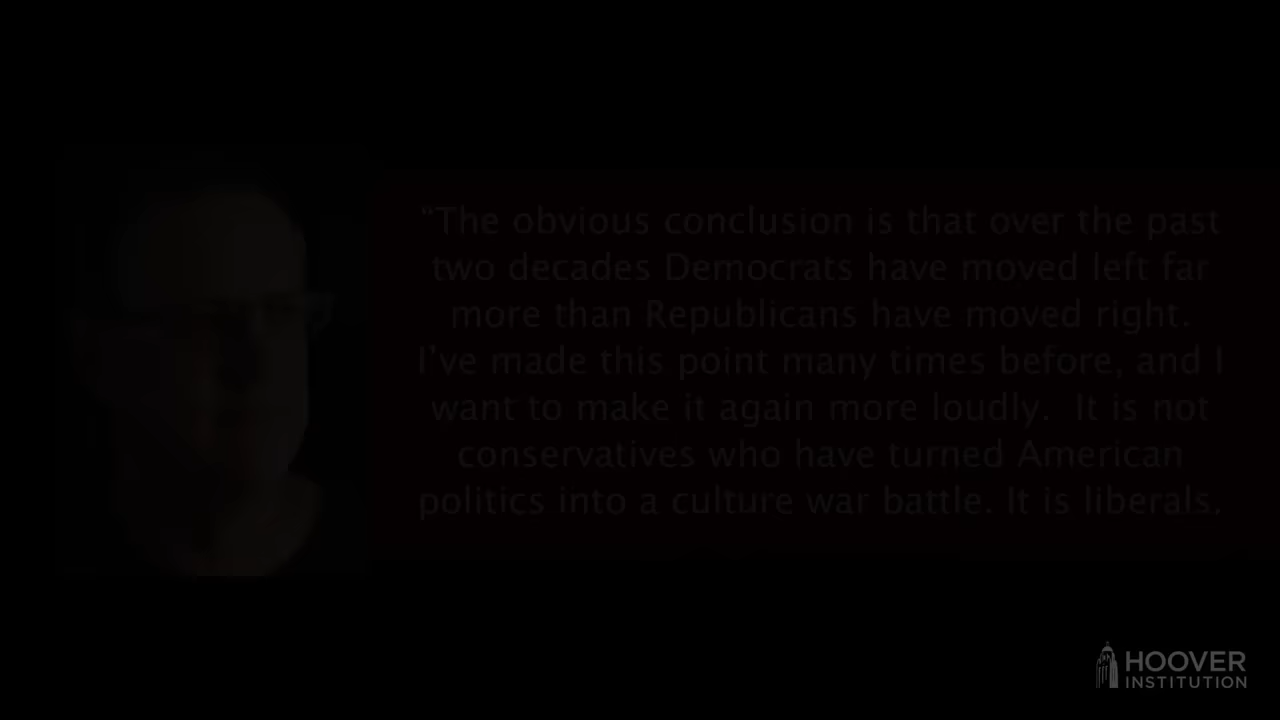 “The obvious conclusion is that over the past
two decades Democrats have moved left far
more than Republicans have moved right.
I’ve made this point many times before, and I
want to make it again more loudly.  It is not
conservatives who have turned American
politics into a culture war battle. It is liberals.
HOOVER
INSTITUTION